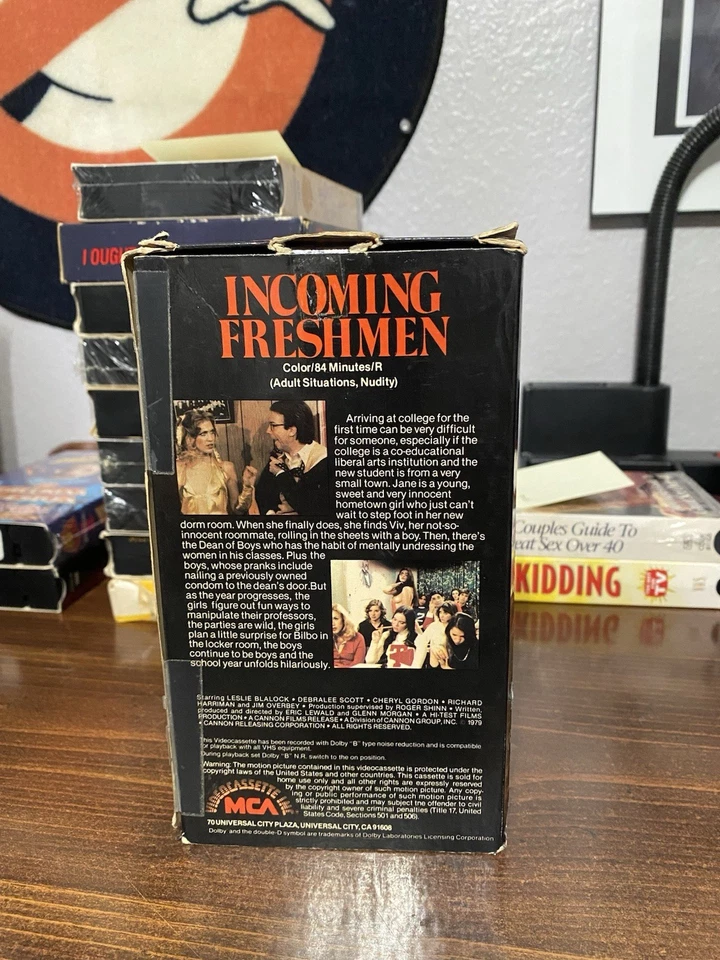 I OUGH
INCOMING
FRESHMEN
Color/84 Minutes/R
(Adult Situations, Nudity)
Arriving at college for the
first time can be very difficult
for someone, especially if the
college is a co-educational
liberal arts institution and the
new student is from a very
small town. Jane is a young,
sweet and very innocent
hometown girl who just can't
wait to step foot in her new
dorm room. When she finally does, she finds Viv, her not-so-
innocent roommate, rolling in the sheets with a boy. Then, there's
the Dean of Boys who has the habit of mentally undressing the
women in his classes. Plus the
boys, whose pranks include
nailing a previously owned
condom to the dean's door.But
as the year progresses, the
girls figure out fun ways to
manipulate their professors,
the parties are wild, the girls
plan a little surprise for Bilbo in
the locker room, the boys
continue to be boys and the
school year unfolds hilariously.
Starring LESLIE BLALOCK • DEBRALEE SCOTT • CHERYL GORDON • RICHARD
HARRIMAN and JIM OVERBEY • Production supervised by ROGER SHINN • Written,
produced and directed by ERIC LEWALD and GLENN MORGAN • A HI-TEST FILMS
PRODUCTION • A CANNON FILMS RELEASE • A Division of CANNON GROUP, INC. © 1979
• CANNON RELEASING CORPORATION • ALL RIGHTS RESERVED.
This Videocassette has been recorded with Dolby "B" type noise reduction and is compatible
for playback with all VHS equipment.
During playback set Dolby "B" N.R. switch to the on position.
Warning: The motion picture contained in this videocassette is protected under the
copyright laws of the United States and other countries. This cassette is sold for
home use only and all other rights are expressly reserved
by the copyright owner of such motion picture. Any copy-
ing or public performance of such motion picture is
strictly prohibited and may subject the offender to civil
liability and severe criminal penalties (Title 17, United
States Code, Sections 501 and 506).
VIDEOCASSETTE INC.
MCA
70 UNIVERSAL CITY PLAZA, UNIVERSAL CITY, CA 91608
Dolby and the double-D symbol are trademarks of Dolby Laboratories Licensing Corporation
Couples Guide To
eat Sex Over 40
KIDDING
TV
VHS